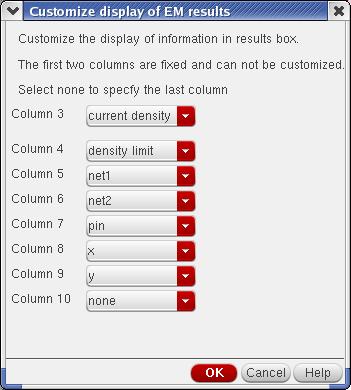 Customize display of EM results
Customize the display of information in results box.
The first two columns are fixed and can not be customized.
Select none to specfy the last column
Column 3 current density
Column 4 density limit
Column 5 net1
Column 6 net2
Column 7 pin
Column 8 x
Column 9 y
Column 10 none
OK Cancel Help